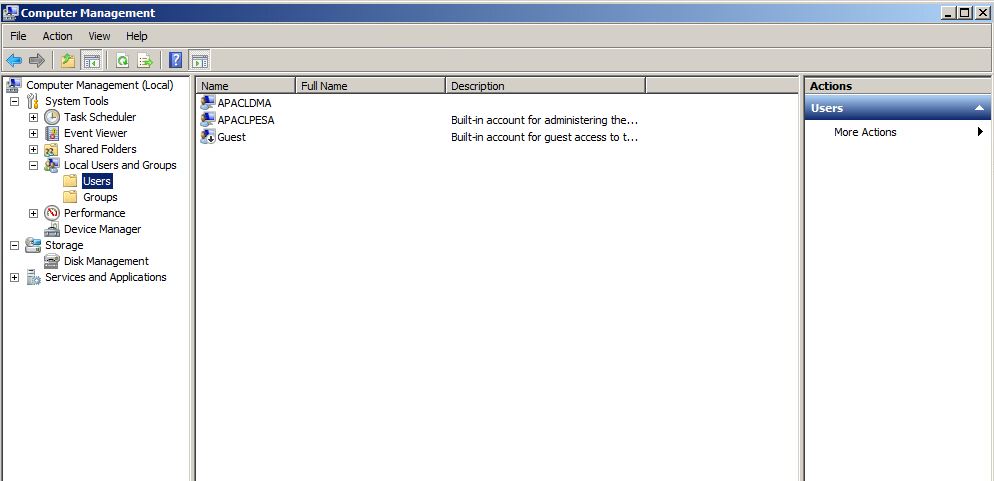 Computer Management
File Action View Help
Computer Management (Local)
System Tools
Task Scheduler
Event Viewer
Shared Folders
Local Users and Groups
Users
Groups
Performance
Device Manager
Storage
Disk Management
Services and Applications
Name Full Name Description
APACLDMA
APACLPESA Built-in account for administering the...
Guest Built-in account for guest access to t...
Actions
Users
More Actions